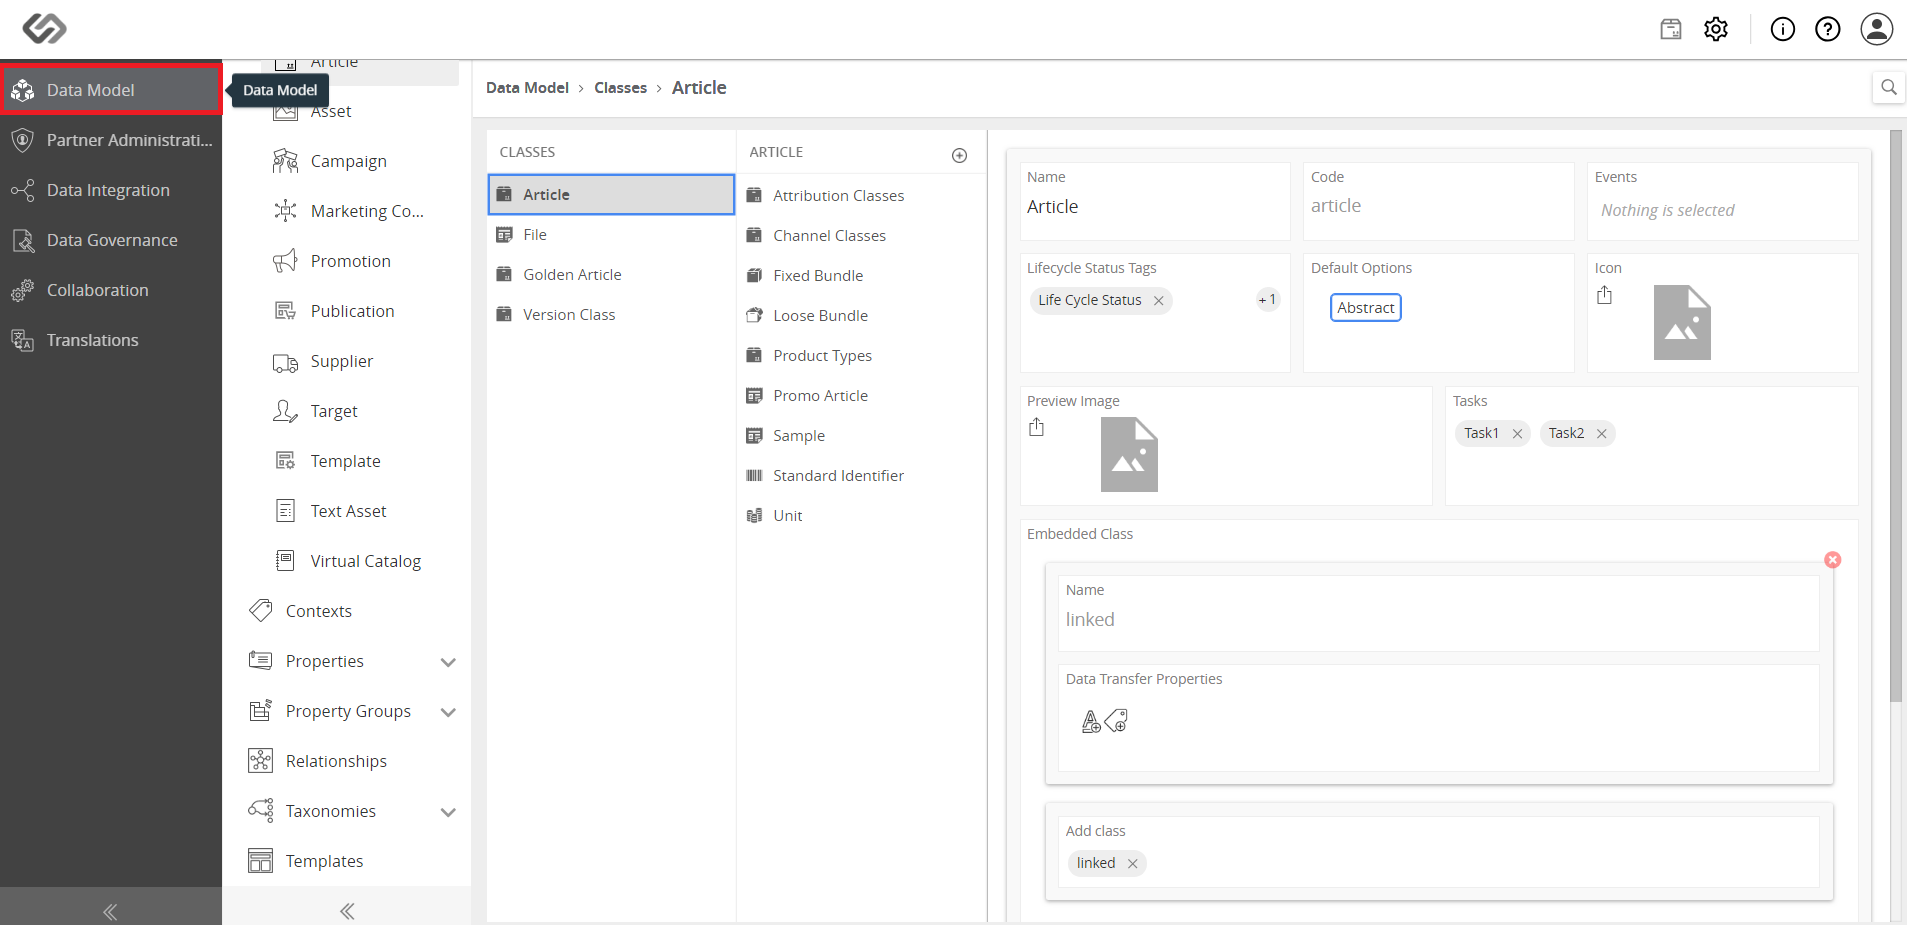 Data Model
Partner Administrati...
Data Integration
Data Governance
Collaboration
Translations
Data Model
Article
Asset
Campaign
Marketing Co...
Promotion
Publication
Supplier
Target
Template
Text Asset
Virtual Catalog
Contexts
Properties
Property Groups
Relationships
Taxonomies
Templates
Data Model > Classes > Article
CLASSES
Article
File
Golden Article
Version Class
ARTICLE
Attribution Classes
Channel Classes
Fixed Bundle
Loose Bundle
Product Types
Promo Article
Sample
Standard Identifier
Unit
Name
Article
Code
article
Events
Nothing is selected
Lifecycle Status Tags
Life Cycle Status × +1
Default Options
Abstract
Icon
Preview Image
Tasks
Task1 × Task2 ×
Embedded Class
Name
linked
Data Transfer Properties
Add class
linked ×